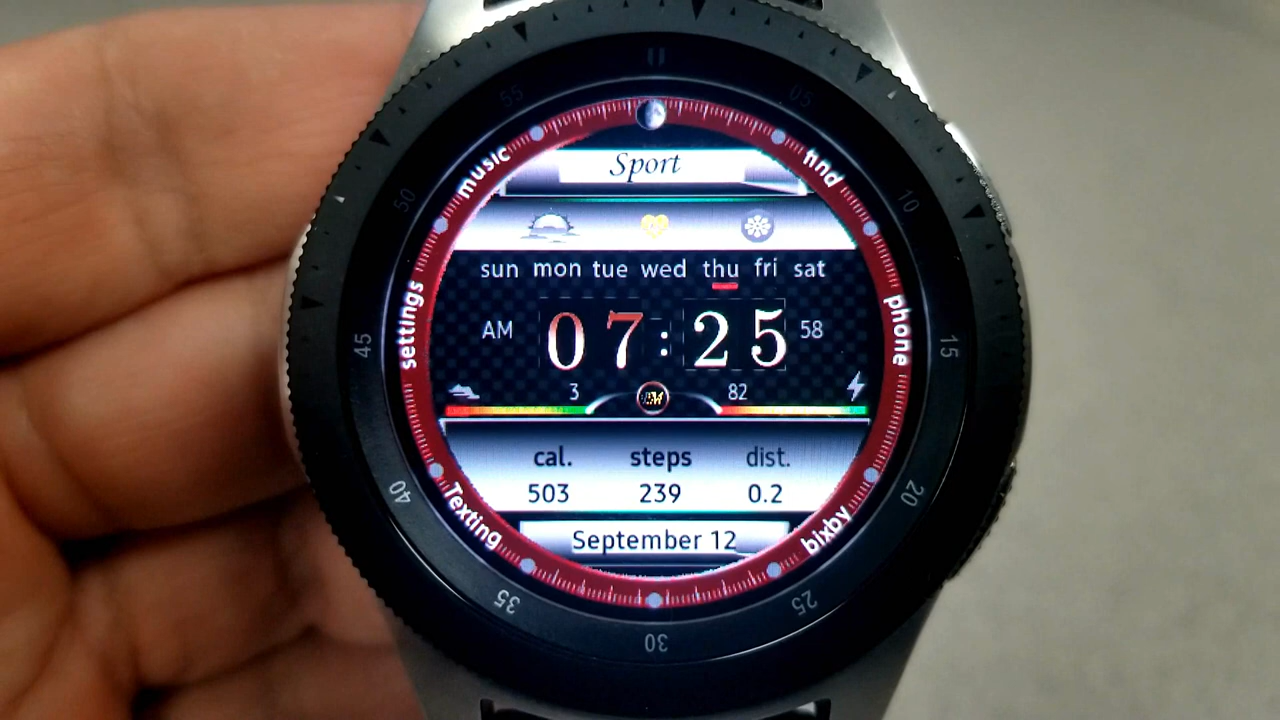 55
05
50
10
45
15
40
20
35
25
30
music
find
settings
phone
Texting
bixby
Sport
sun mon tue wed thu fri sat
AM 07:25 58
3 82
cal. steps dist.
503 239 0.2
September 12